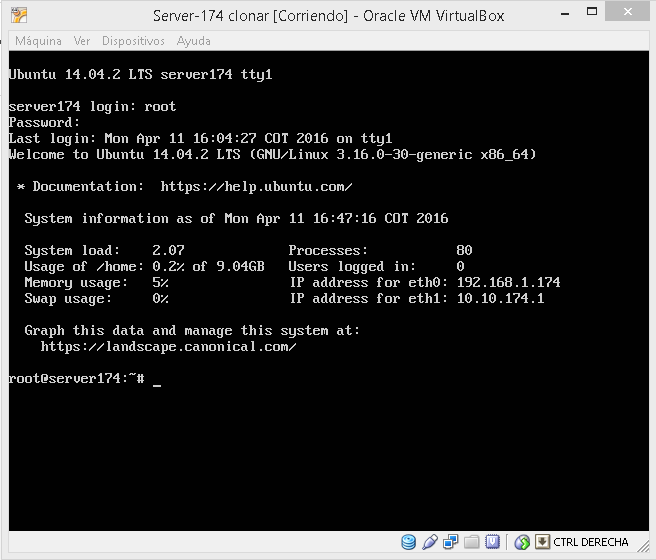 Server-174 clonar [Corriendo] - Oracle VM VirtualBox
Máquina Ver Dispositivos Ayuda
Ubuntu 14.04.2 LTS server174 tty1
server174 login: root
Password:
Last login: Mon Apr 11 16:04:27 COT 2016 on tty1
Welcome to Ubuntu 14.04.2 LTS (GNU/Linux 3.16.0-30-generic x86_64)
* Documentation: https://help.ubuntu.com/
System information as of Mon Apr 11 16:47:16 COT 2016
System load: 2.07 Processes: 80
Usage of /home: 0.2% of 9.04GB Users logged in: 0
Memory usage: 5% IP address for eth0: 192.168.1.174
Swap usage: 0% IP address for eth1: 10.10.174.1
Graph this data and manage this system at:
https://landscape.canonical.com/
root@server174:~# _
CTRL DERECHA